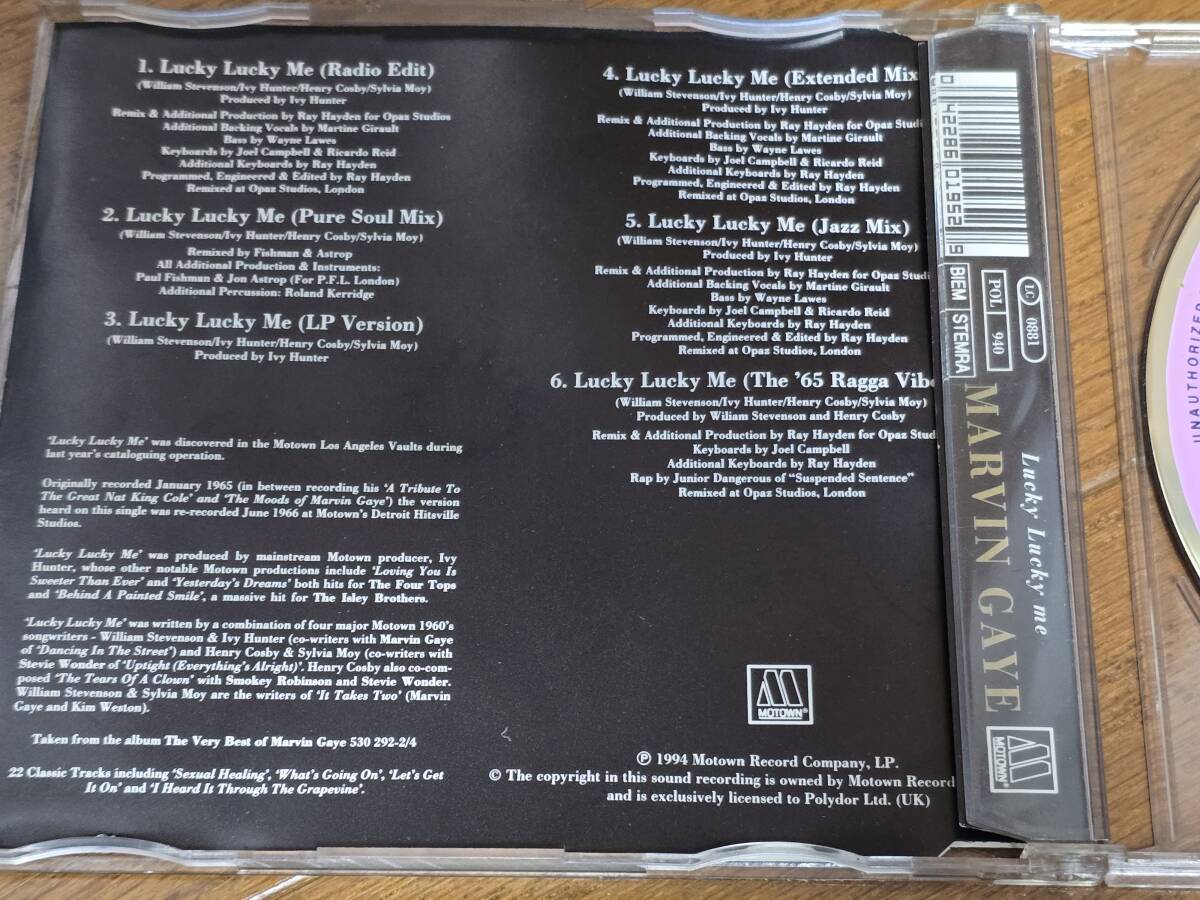 1. Lucky Lucky Me (Radio Edit)
(William Stevenson/Ivy Hunter/Henry Cosby/Sylvia Moy)
Produced by Ivy Hunter
Remix & Additional Production by Ray Hayden for Opaz Studios
Additional Backing Vocals by Martine Girault
Bass by Wayne Lawes
Keyboards by Joel Campbell & Ricardo Reid
Additional Keyboards by Ray Hayden
Programmed, Engineered & Edited by Ray Hayden
Remixed at Opaz Studios, London
2. Lucky Lucky Me (Pure Soul Mix)
(William Stevenson/Ivy Hunter/Henry Cosby/Sylvia Moy)
Remixed by Fishman & Astrop
All Additional Production & Instruments:
Paul Fishman & Jon Astrop (For P.F.L. London)
Additional Percussion: Roland Kerridge
3. Lucky Lucky Me (LP Version)
(William Stevenson/Ivy Hunter/Henry Cosby/Sylvia Moy)
Produced by Ivy Hunter
'Lucky Lucky Me' was discovered in the Motown Los Angeles Vaults during
last year's cataloguing operation.
Originally recorded January 1965 (in between recording his 'A Tribute To
The Great Nat King Cole' and 'The Moods of Marvin Gaye') the version
heard on this single was re-recorded June 1966 at Motown's Detroit Hitsville
Studios.
'Lucky Lucky Me' was produced by mainstream Motown producer, Ivy
Hunter, whose other notable Motown productions include 'Loving You Is
Sweeter Than Ever' and 'Yesterday's Dreams' both hits for The Four Tops
and 'Behind A Painted Smile', a massive hit for The Isley Brothers.
'Lucky Lucky Me' was written by a combination of four major Motown 1960's
songwriters - William Stevenson & Ivy Hunter (co-writers with Marvin Gaye
of 'Dancing In The Street') and Henry Cosby & Sylvia Moy (co-writers with
Stevie Wonder of 'Uptight (Everything's Alright)'. Henry Cosby also co-com-
posed 'The Tears Of A Clown' with Smokey Robinson and Stevie Wonder.
William Stevenson & Sylvia Moy are the writers of 'It Takes Two' (Marvin
Gaye and Kim Weston).
Taken from the album The Very Best of Marvin Gaye 530 292-2/4
22 Classic Tracks including 'Sexual Healing', 'What's Going On', 'Let's Get
It On' and 'I Heard It Through The Grapevine'.
4. Lucky Lucky Me (Extended Mix
(William Stevenson/Ivy Hunter/Henry Cosby/Sylvia Moy)
Produced by Ivy Hunter
Remix & Additional Production by Ray Hayden for Opaz Studi
Additional Backing Vocals by Martine Girault
Bass by Wayne Lawes
Keyboards by Joel Campbell & Ricardo Reid
Additional Keyboards by Ray Hayden
Programmed, Engineered & Edited by Ray Hayden
Remixed at Opaz Studios, London
5. Lucky Lucky Me (Jazz Mix)
(William Stevenson/Ivy Hunter/Henry Cosby/Sylvia Moy)
Produced by Ivy Hunter
Remix & Additional Production by Ray Hayden for Opaz Studi
Additional Backing Vocals by Martine Girault
Bass by Wayne Lawes
Keyboards by Joel Campbell & Ricardo Reid
Additional Keyboards by Ray Hayden
Programmed, Engineered & Edited by Ray Hayden
Remixed at Opaz Studios, London
6. Lucky Lucky Me (The '65 Ragga Vibe
(William Stevenson/Ivy Hunter/Henry Cosby/Sylvia Moy)
Produced by Wiliam Stevenson and Henry Cosby
Remix & Additional Production by Ray Hayden for Opaz Stud
Keyboards by Joel Campbell
Additional Keyboards by Ray Hayden
Rap by Junior Dangerous of "Suspended Sentence"
Remixed at Opaz Studios, London
MOTOWN®
℗ 1994 Motown Record Company, LP.
© The copyright in this sound recording is owned by Motown Record
and is exclusively licensed to Polydor Ltd. (UK)
0 42285 01952 9
BIEM STEMRA
POL 940
LC 0881
MARVIN GAYE
Lucky Lucky me
MOTOWN®
UNAUTHORIZED